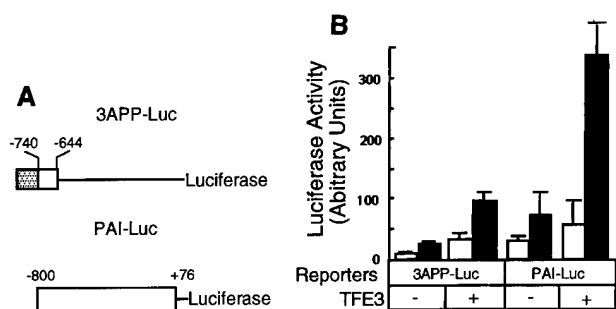 A
3APP-Luc
-740
-644
Luciferase
PAI-Luc
-800
+76
Luciferase
B
Luciferase Activity
(Abitrary Units)
300
200
100
0
Reporters
3APP-Luc
PAI-Luc
TFE3
-
+
-
+